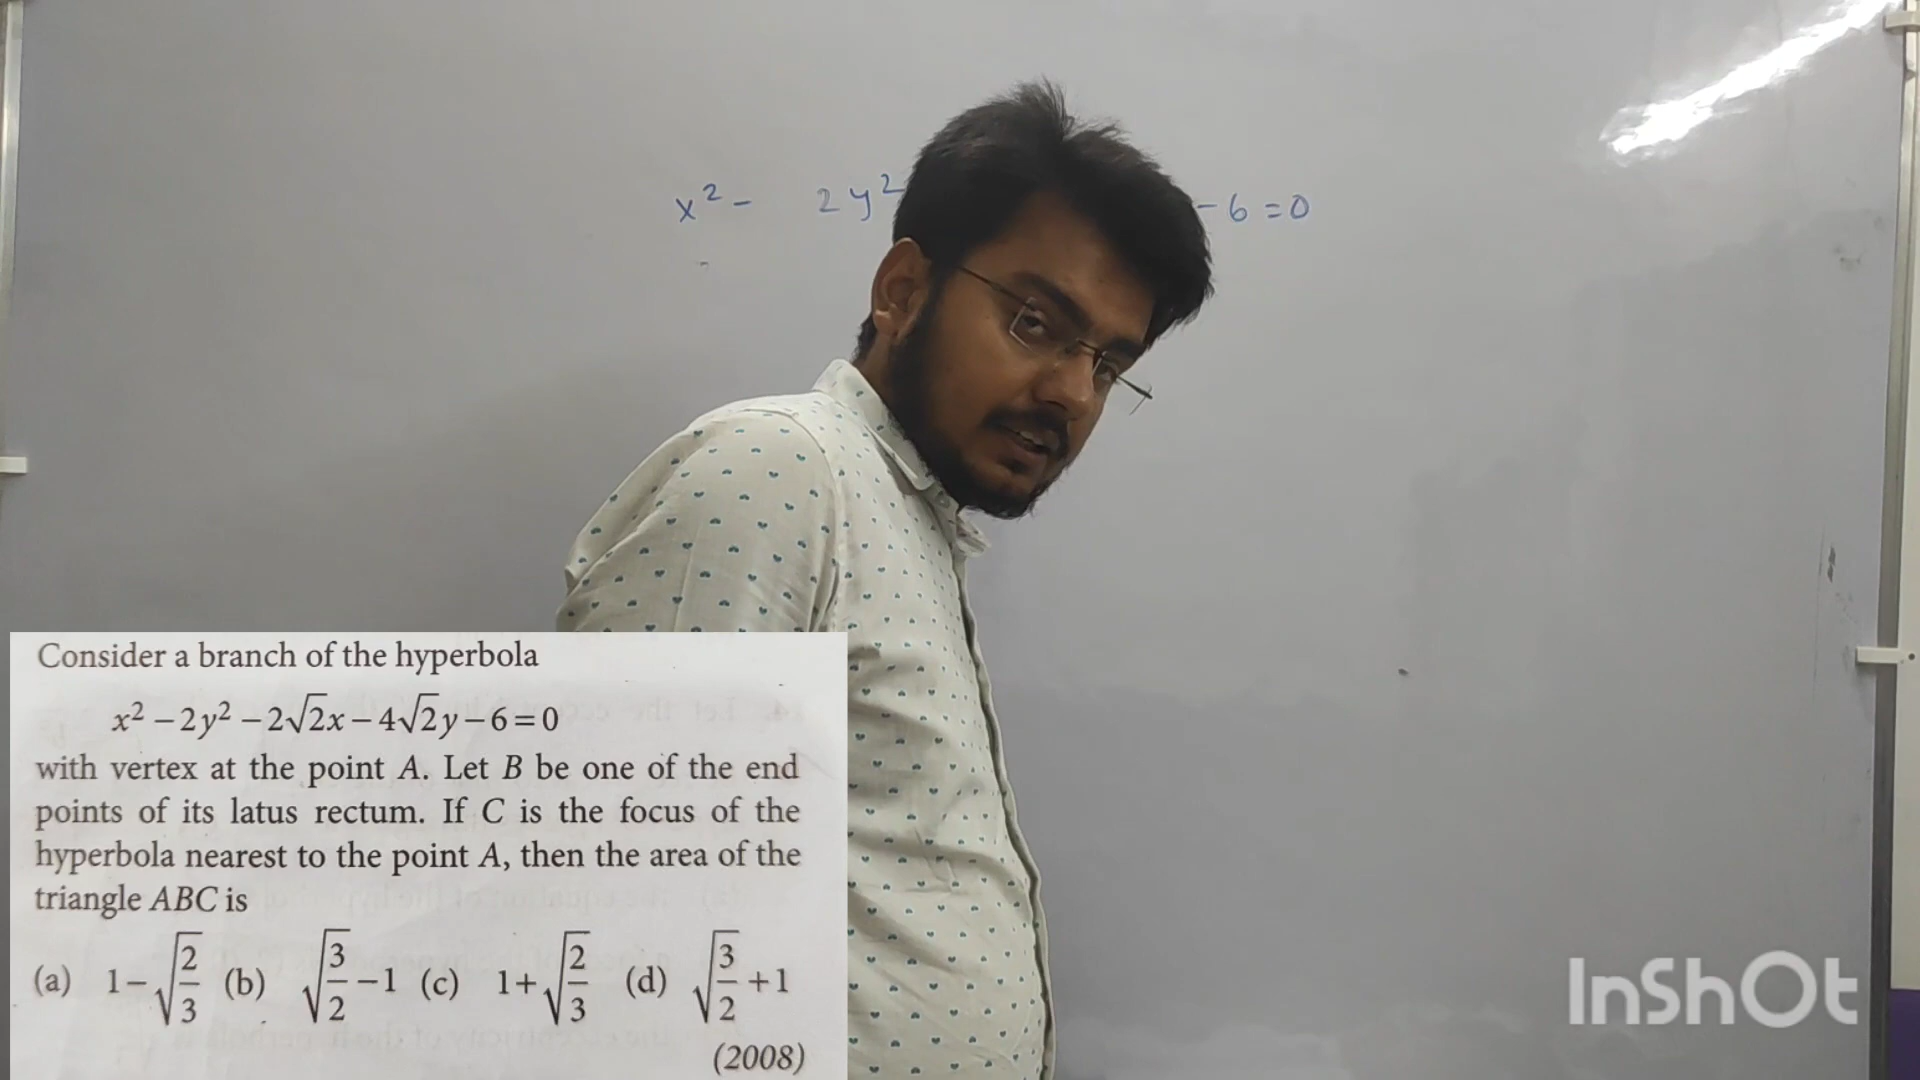 x² - 2y² - 6 = 0
Consider a branch of the hyperbola
x² – 2y² – 2√2x – 4√2y – 6 = 0
with vertex at the point A. Let B be one of the end
points of its latus rectum. If C is the focus of the
hyperbola nearest to the point A, then the area of the
triangle ABC is
(a) 1–√(2/3) (b) √(3/2)–1 (c) 1+√(2/3) (d) √(3/2)+1
(2008)
InShOt